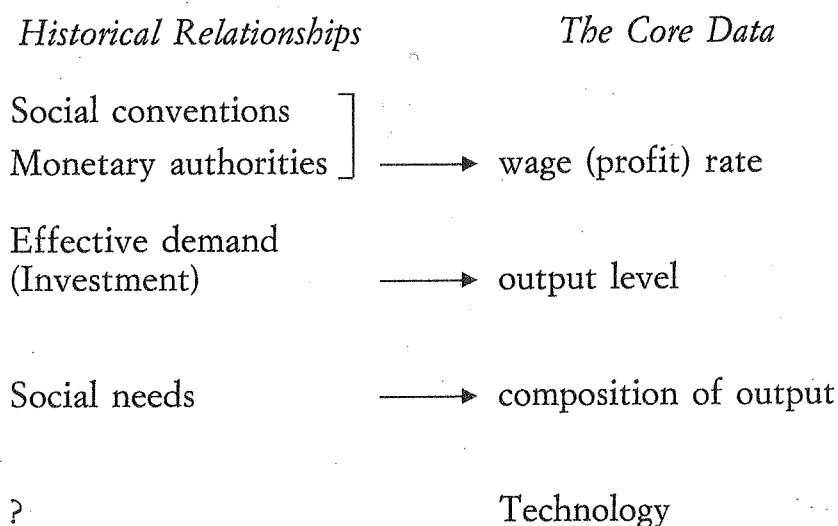 Historical Relationships The Core Data
Social conventions
Monetary authorities wage (profit) rate
Effective demand
(Investment) output level
Social needs composition of output
? Technology